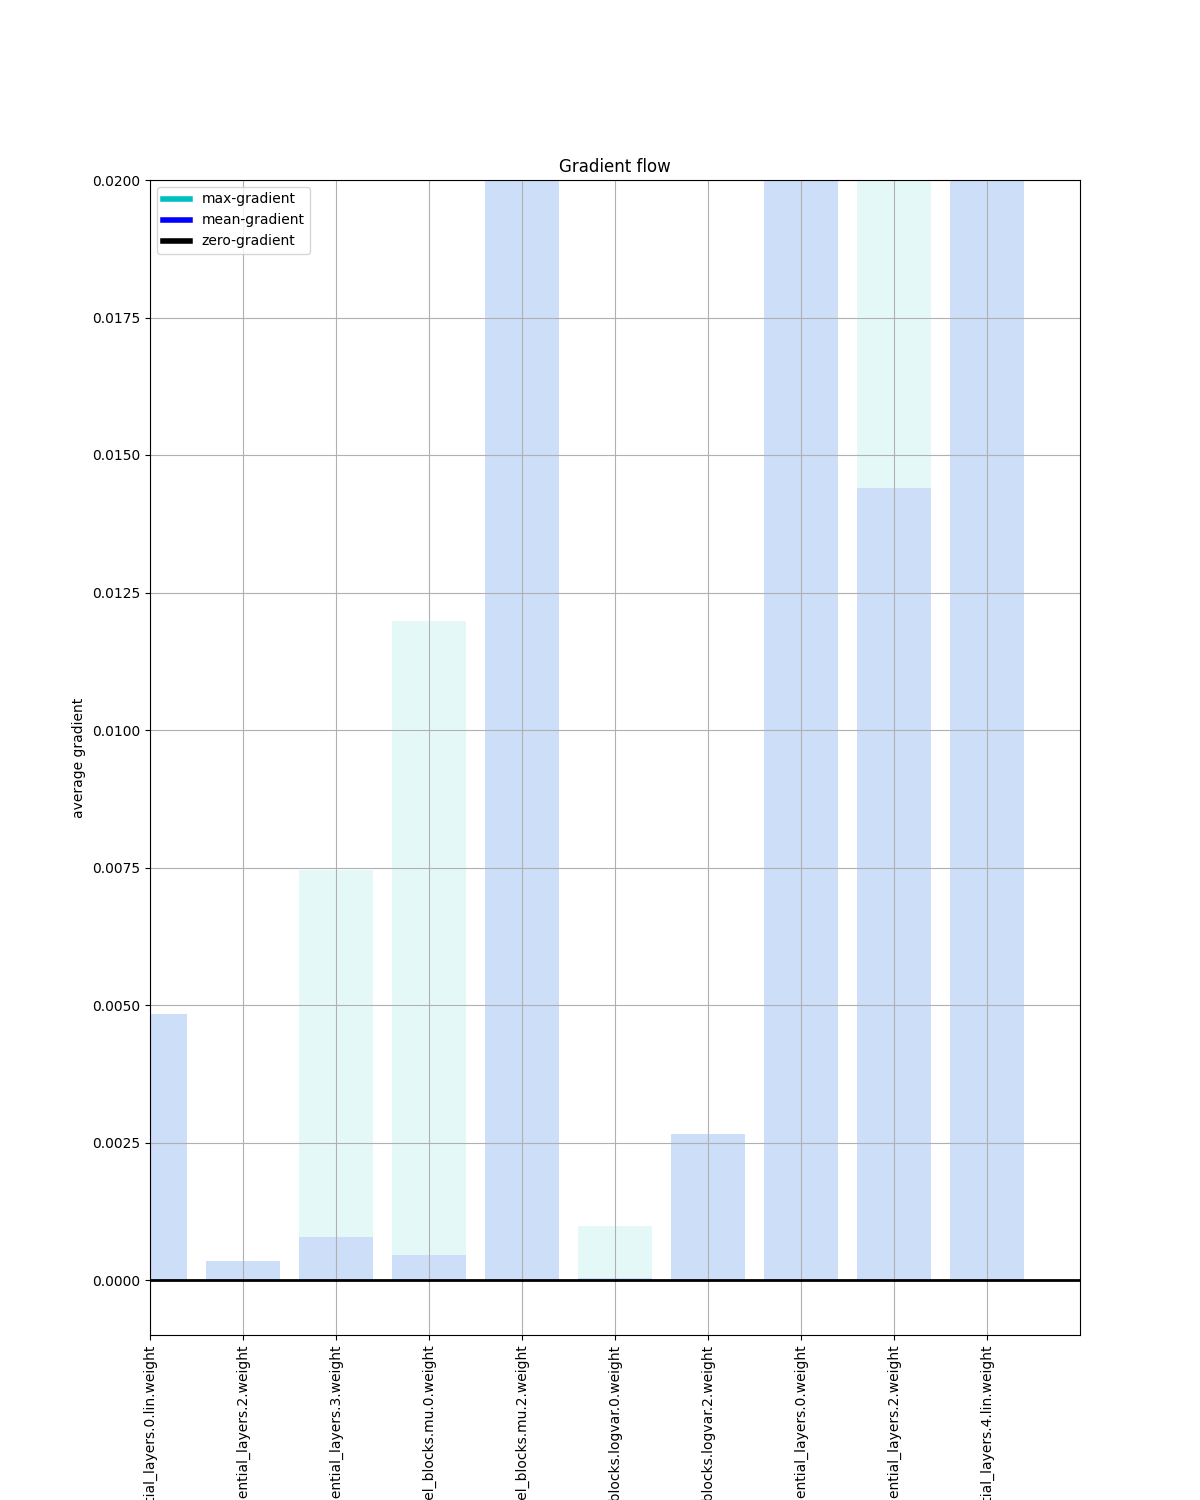 Gradient flow
max-gradient
mean-gradient
zero-gradient
0.0200
0.0175
0.0150
0.0125
0.0100
0.0075
0.0050
0.0025
0.0000
average gradient
tial_layers.0.lin.weight
ential_layers.2.weight
ential_layers.3.weight
el_blocks.mu.0.weight
el_blocks.mu.2.weight
blocks.logvar.0.weight
blocks.logvar.2.weight
ential_layers.0.weight
ential_layers.2.weight
tial_layers.4.lin.weight